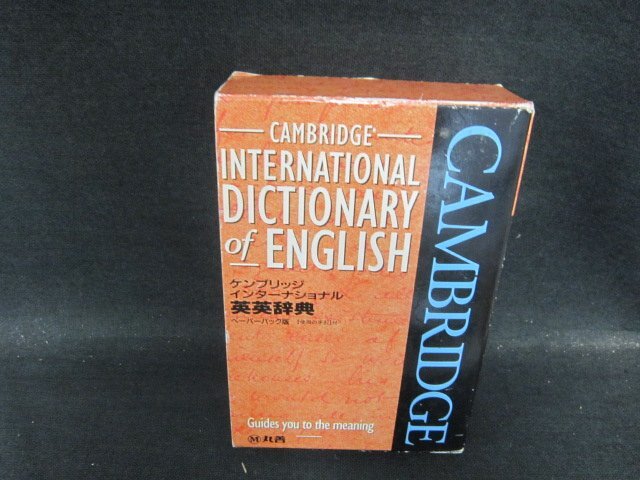 CAMBRIDGE®
INTERNATIONAL
DICTIONARY
of ENGLISH
ケンブリッジ
インターナショナル
英英辞典
ペーパーバック版
Guides you to the meaning
M 丸善
CAMBRIDGE